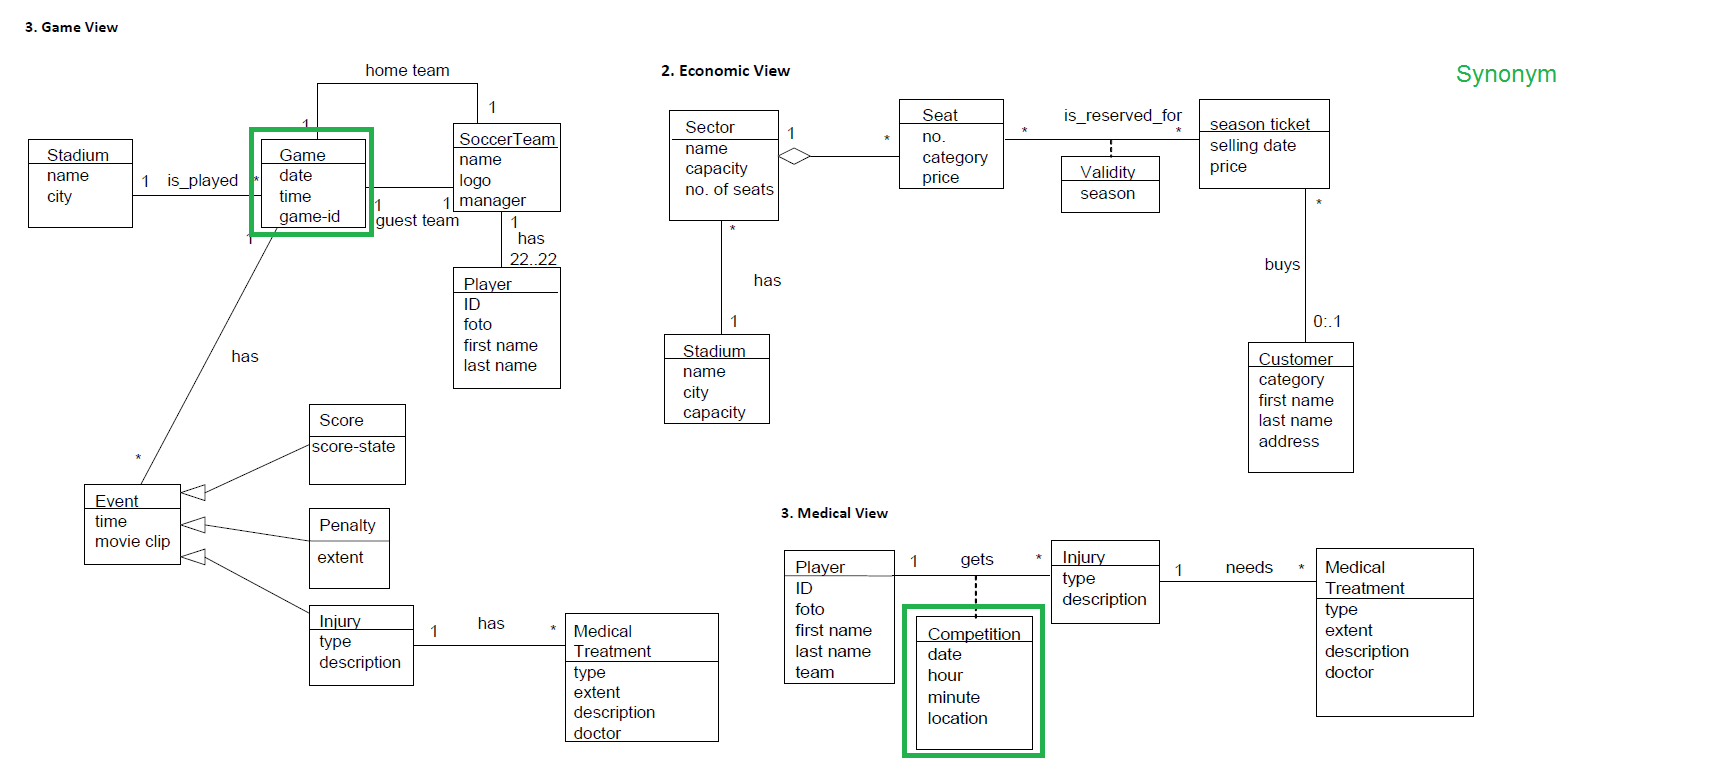 3. Game View
home team
1
1
Stadium
name
city
1 is_played *
Game
date
time
game-id
SoccerTeam
name
logo
manager
1
1
guest team
1
has
22..22
Player
ID
foto
first name
last name
1
has
*
Score
score-state
Event
time
movie clip
Penalty
extent
Injury
type
description
1 has *
Medical
Treatment
type
extent
description
doctor
2. Economic View
Sector
name
capacity
no. of seats
1 *
Seat
no.
category
price
* is_reserved_for *
Validity
season
season ticket
selling date
price
*
has
1
Stadium
name
city
capacity
*
buys
0:.1
Customer
category
first name
last name
address
Synonym
3. Medical View
Player
ID
foto
first name
last name
team
1 gets *
Competition
date
hour
minute
location
Injury
type
description
1 needs *
Medical
Treatment
type
extent
description
doctor